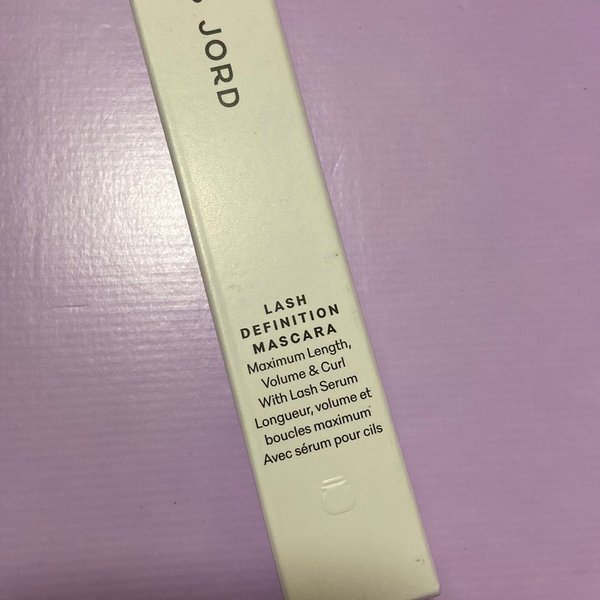 JORD
LASH
DEFINITION
MASCARA
Maximum Length,
Volume & Curl
With Lash Serum
Longueur, volume et
boucles maximum
Avec sérum pour cils